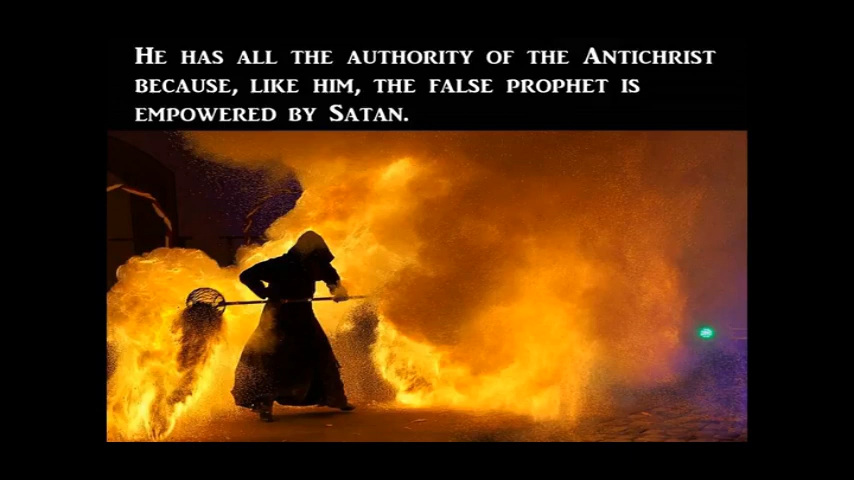 He has all the authority of the Antichrist
because, like him, the false prophet is
empowered by Satan.